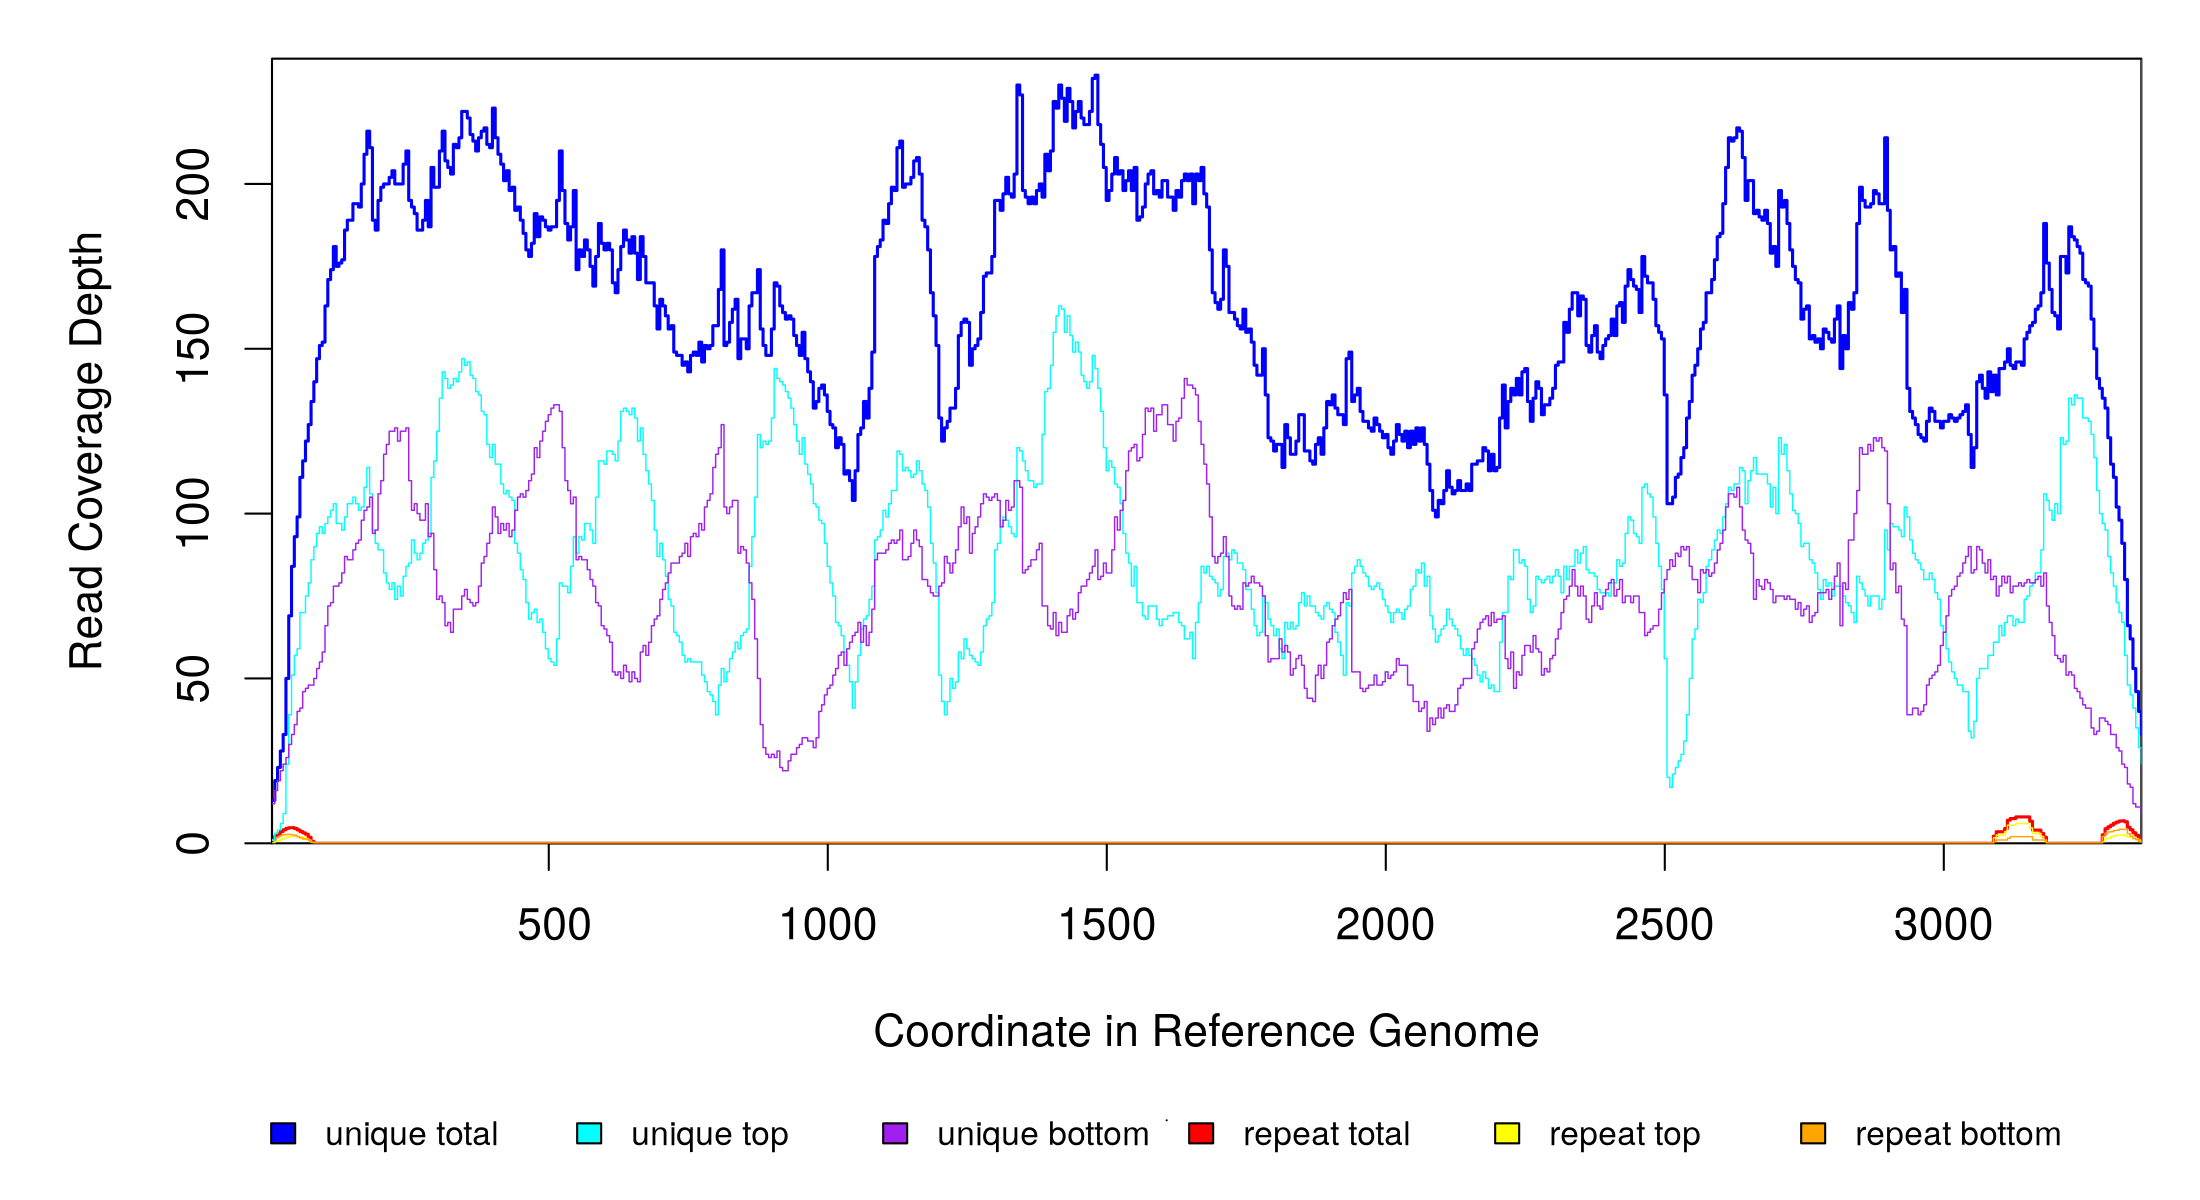 Read Coverage Depth
200
150
100
50
0
500 1000 1500 2000 2500 3000
Coordinate in Reference Genome
unique total unique top unique bottom repeat total repeat top repeat bottom